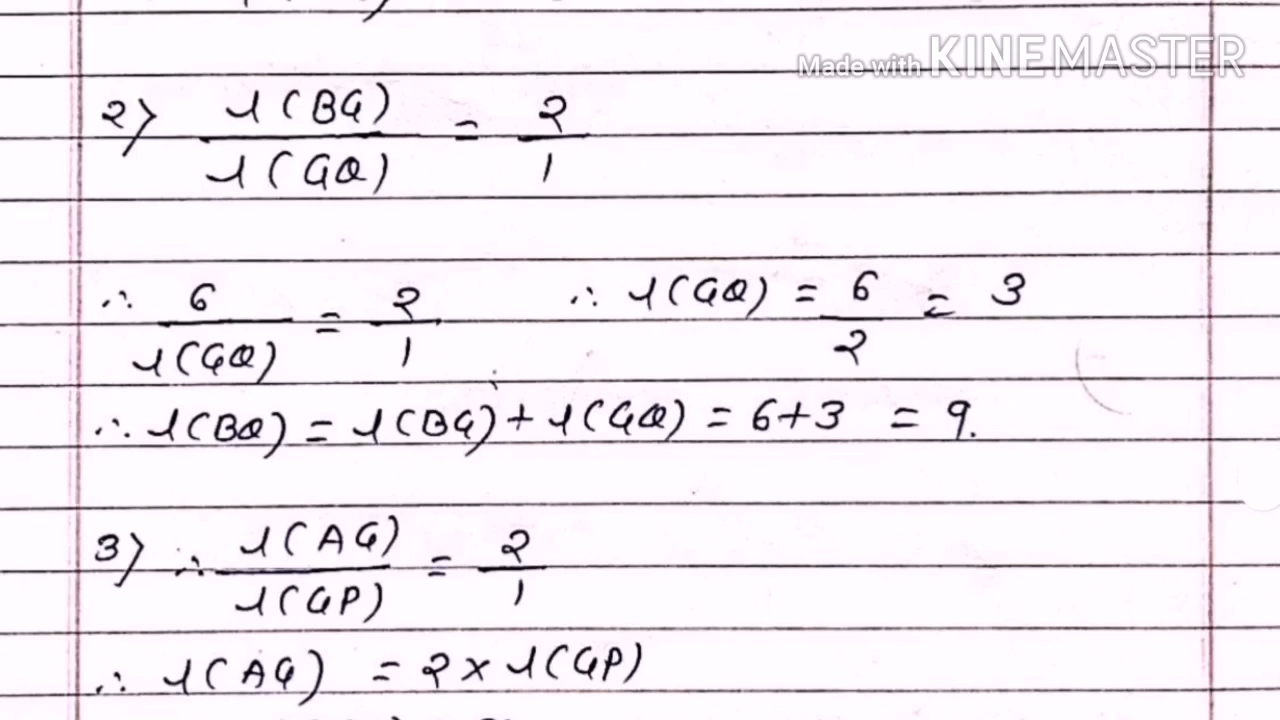 Made with KINEMASTER
2) l(BG) / l(GQ) = 2/1
∴ 6 / l(GQ) = 2/1 ∴ l(GQ) = 6/2 = 3
∴ l(BQ) = l(BG) + l(GQ) = 6+3 = 9.
3) ∴ l(AG) / l(GP) = 2/1
∴ l(AG) = 2 × l(GP)